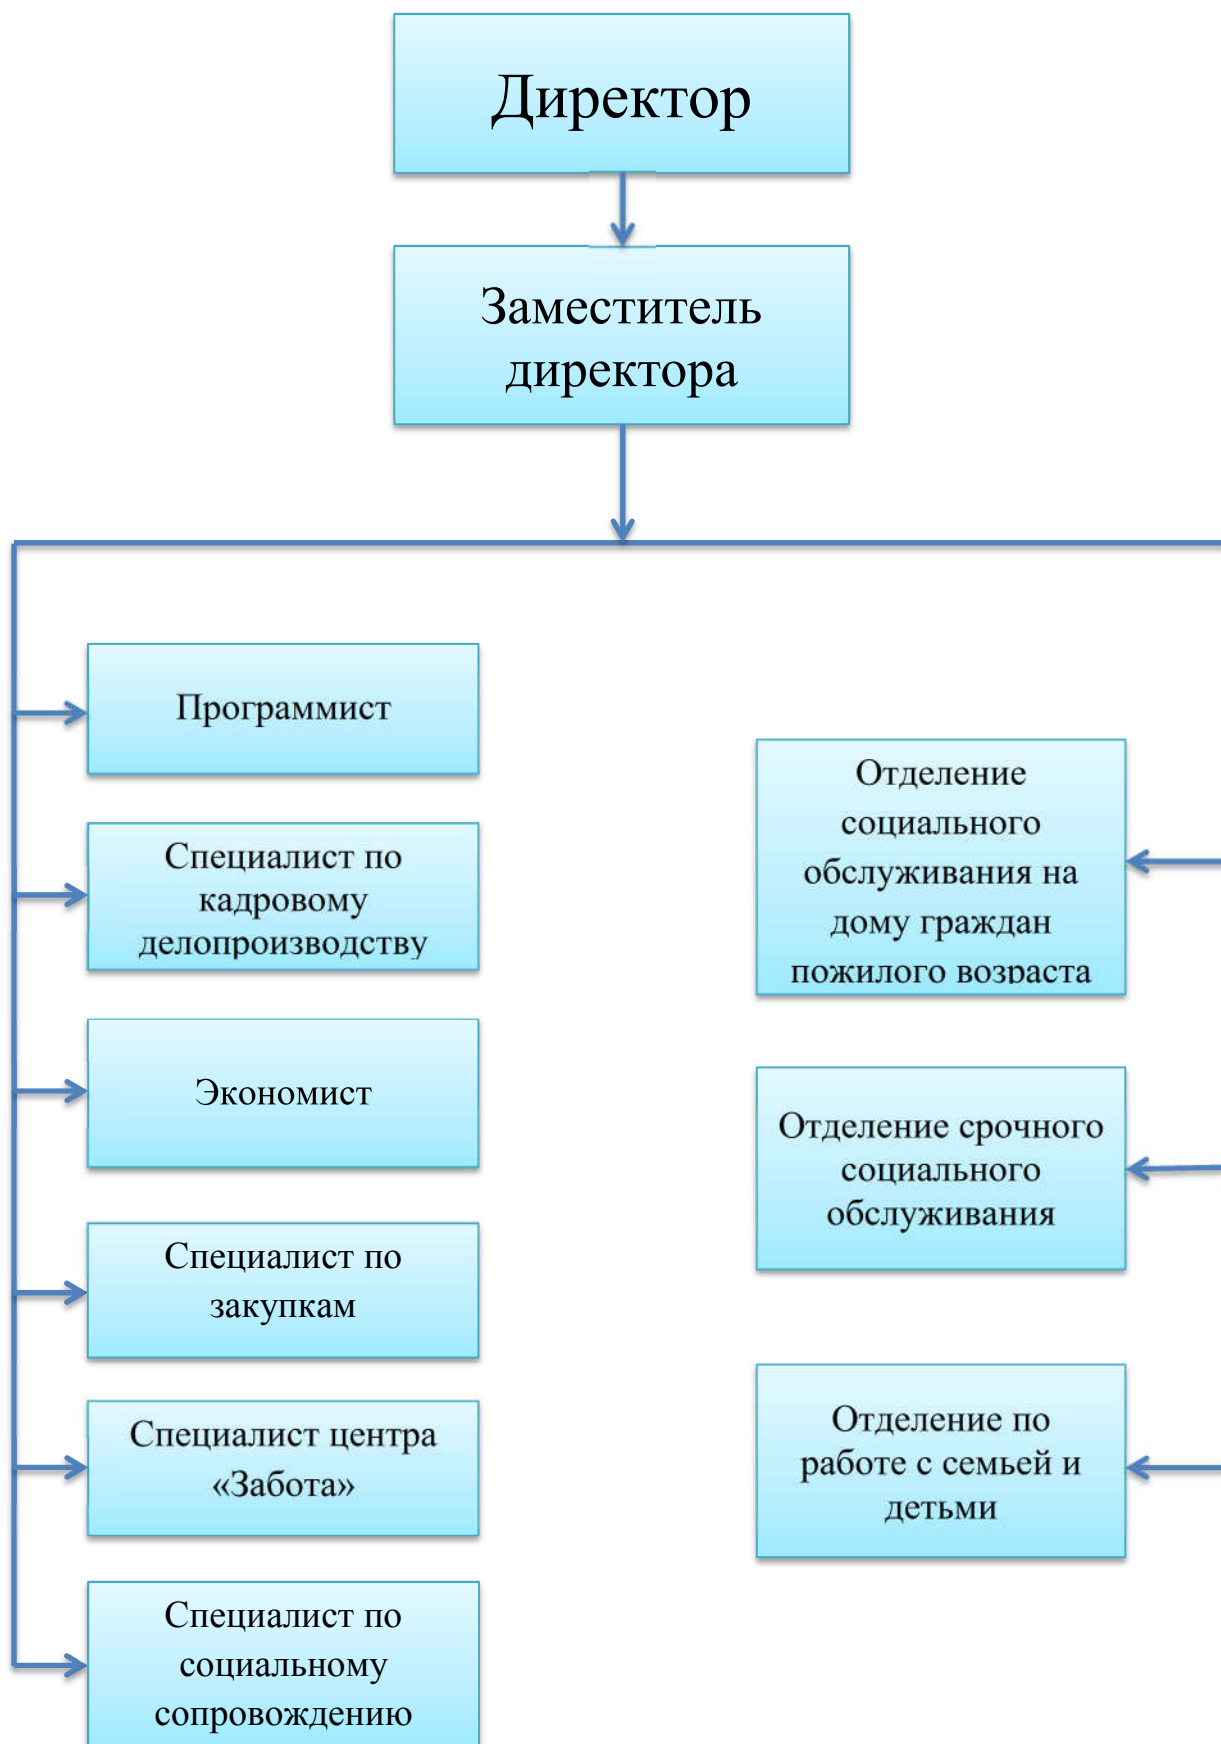 Директор
Заместитель
директора
Программист
Специалист по
кадровому
делопроизводству
Экономист
Специалист по
закупкам
Специалист центра
«Забота»
Специалист по
социальному
сопровождению
Отделение
социального
обслуживания на
дому граждан
пожилого возраста
Отделение срочного
социального
обслуживания
Отделение по
работе с семьей и
детьми